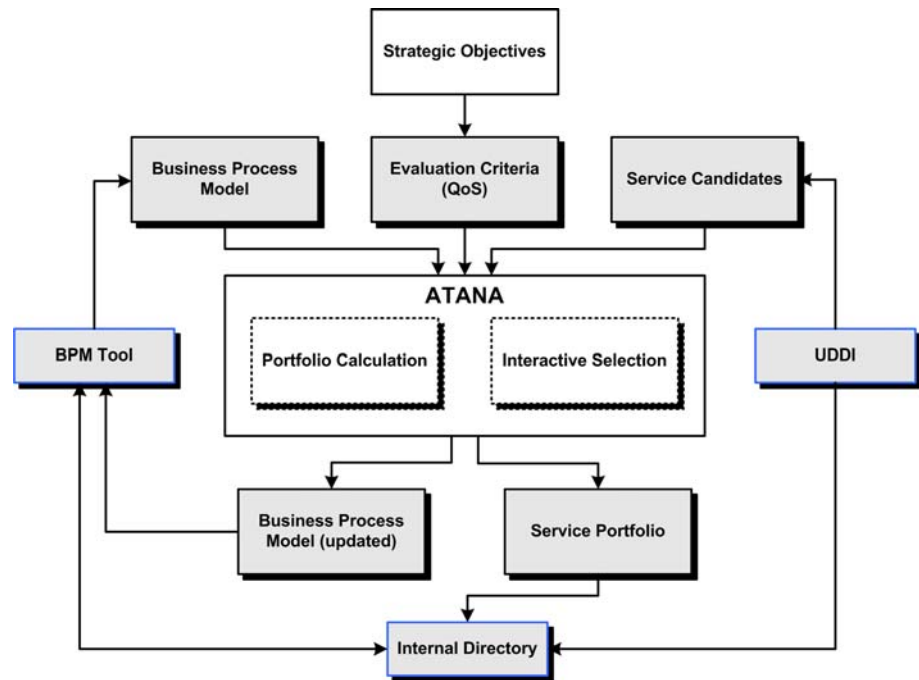 Strategic Objectives
Business Process
Model
Evaluation Criteria
(QoS)
Service Candidates
ATANA
Portfolio Calculation
Interactive Selection
BPM Tool
UDDI
Business Process
Model (updated)
Service Portfolio
Internal Directory